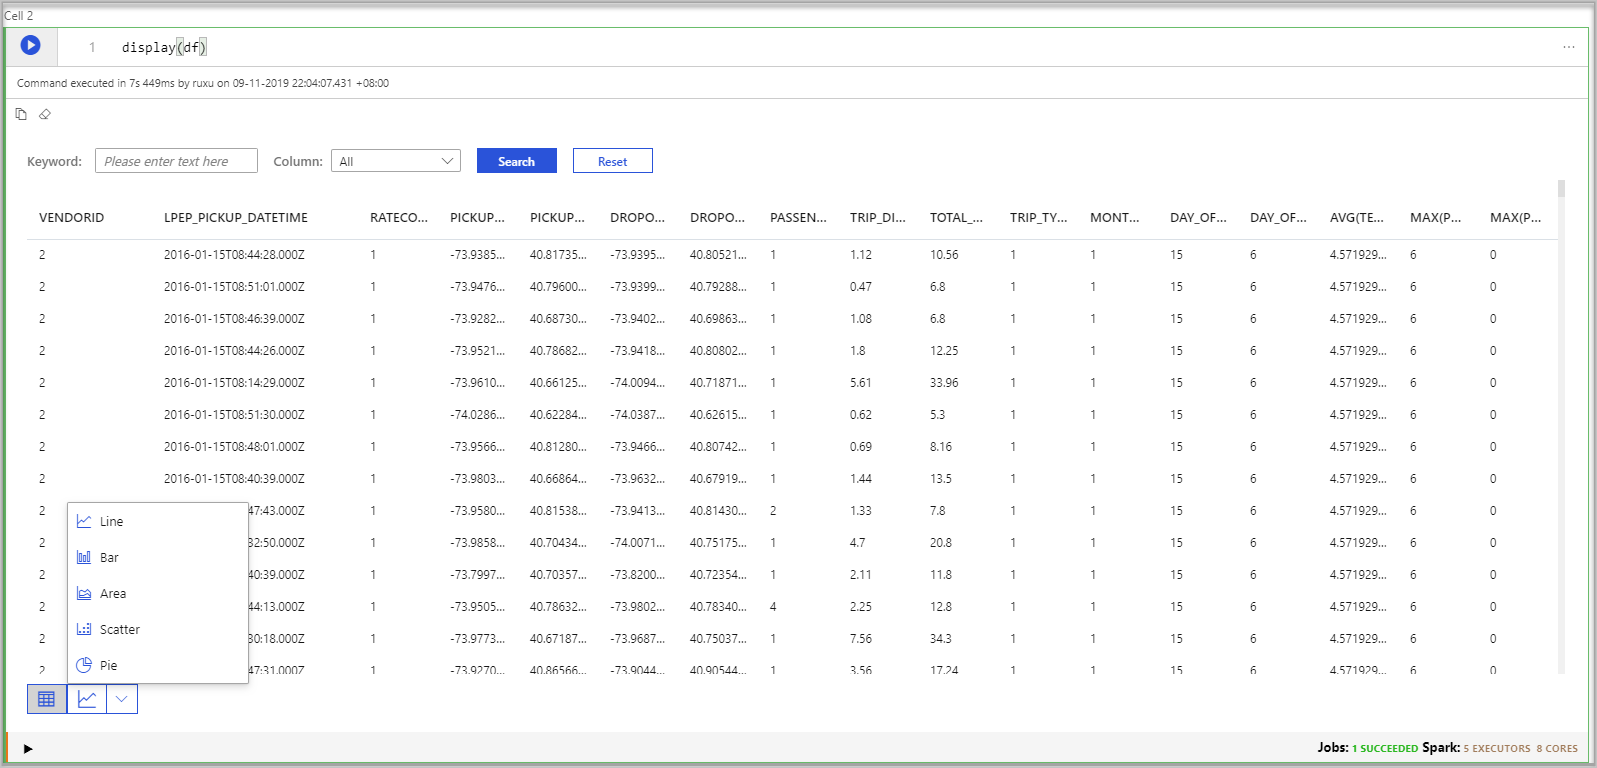 Cell 2
1 display(df)
...
Command executed in 7s 449ms by ruxu on 09-11-2019 22:04:07.431 +08:00
Keyword: Please enter text here Column: All Search Reset
VENDORID LPEP_PICKUP_DATETIME RATECO... PICKUP... PICKUP... DROPO... DROPO... PASSEN... TRIP_DI... TOTAL_... TRIP_TY... MONT... DAY_OF... DAY_OF... AVG(TE... MAX(P... MAX(P...
2 2016-01-15T08:44:28.000Z 1 -73.9385... 40.81735... -73.9395... 40.80521... 1 1.12 10.56 1 1 15 6 4.571929... 6 0
2 2016-01-15T08:51:01.000Z 1 -73.9476... 40.79600... -73.9399... 40.79288... 1 0.47 6.8 1 1 15 6 4.571929... 6 0
2 2016-01-15T08:46:39.000Z 1 -73.9282... 40.68730... -73.9402... 40.69863... 1 1.08 6.8 1 1 15 6 4.571929... 6 0
2 2016-01-15T08:44:26.000Z 1 -73.9521... 40.78682... -73.9418... 40.80802... 1 1.8 12.25 1 1 15 6 4.571929... 6 0
2 2016-01-15T08:14:29.000Z 1 -73.9610... 40.66125... -74.0094... 40.71871... 1 5.61 33.96 1 1 15 6 4.571929... 6 0
2 2016-01-15T08:51:30.000Z 1 -74.0286... 40.62284... -74.0387... 40.62615... 1 0.62 5.3 1 1 15 6 4.571929... 6 0
2 2016-01-15T08:48:01.000Z 1 -73.9566... 40.81280... -73.9466... 40.80742... 1 0.69 8.16 1 1 15 6 4.571929... 6 0
2 2016-01-15T08:40:39.000Z 1 -73.9803... 40.66864... -73.9632... 40.67919... 1 1.44 13.5 1 1 15 6 4.571929... 6 0
2 47:43.000Z 1 -73.9580... 40.81538... -73.9413... 40.81430... 2 1.33 7.8 1 1 15 6 4.571929... 6 0
Line
2 32:50.000Z 1 -73.9858... 40.70434... -74.0071... 40.75175... 1 4.7 20.8 1 1 15 6 4.571929... 6 0
Bar
2 40:39.000Z 1 -73.7997... 40.70357... -73.8200... 40.72354... 1 2.11 11.8 1 1 15 6 4.571929... 6 0
Area
2 44:13.000Z 1 -73.9505... 40.78632... -73.9802... 40.78340... 4 2.25 12.8 1 1 15 6 4.571929... 6 0
Scatter
2 30:18.000Z 1 -73.9773... 40.67187... -73.9687... 40.75037... 1 7.56 34.3 1 1 15 6 4.571929... 6 0
Pie
2 47:31.000Z 1 -73.9270... 40.86566... -73.9044... 40.90544... 1 3.56 17.24 1 1 15 6 4.571929... 6 0
Jobs: 1 SUCCEEDED Spark: 5 EXECUTORS 8 CORES